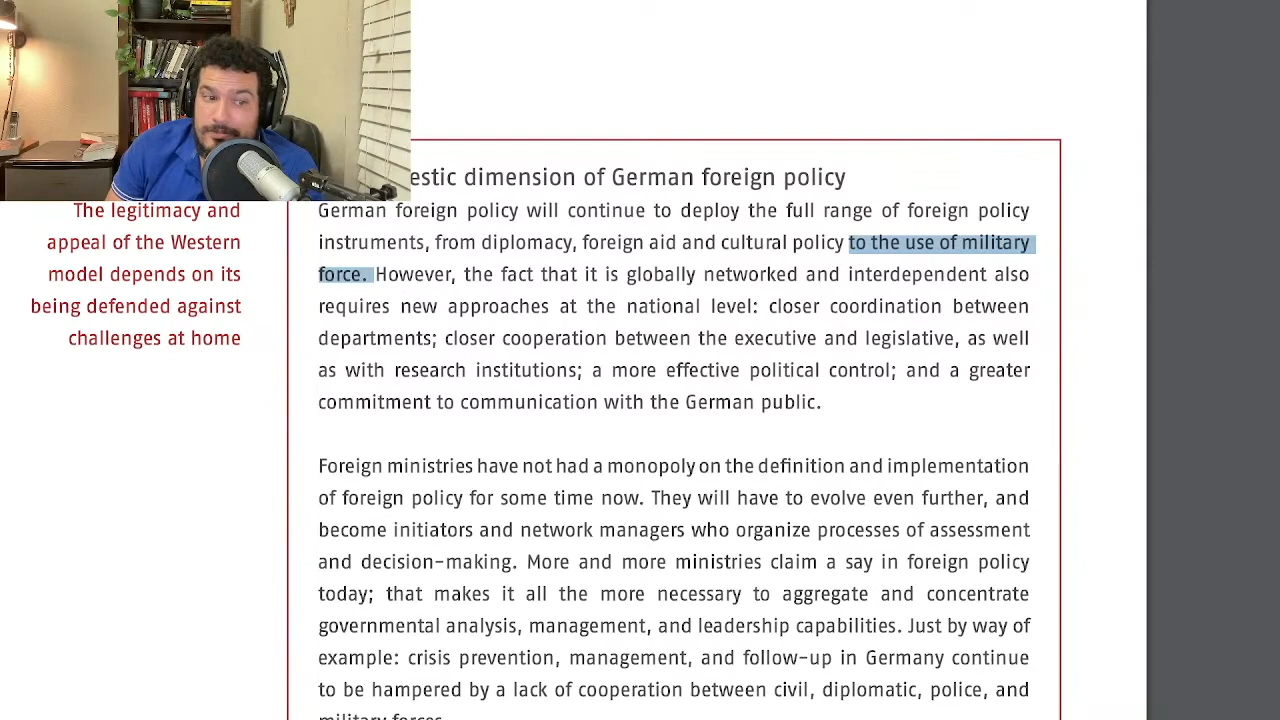 The legitimacy and
appeal of the Western
model depends on its
being defended against
challenges at home
estic dimension of German foreign policy
German foreign policy will continue to deploy the full range of foreign policy
instruments, from diplomacy, foreign aid and cultural policy to the use of military
force. However, the fact that it is globally networked and interdependent also
requires new approaches at the national level: closer coordination between
departments; closer cooperation between the executive and legislative, as well
as with research institutions; a more effective political control; and a greater
commitment to communication with the German public.
Foreign ministries have not had a monopoly on the definition and implementation
of foreign policy for some time now. They will have to evolve even further, and
become initiators and network managers who organize processes of assessment
and decision-making. More and more ministries claim a say in foreign policy
today; that makes it all the more necessary to aggregate and concentrate
governmental analysis, management, and leadership capabilities. Just by way of
example: crisis prevention, management, and follow-up in Germany continue
to be hampered by a lack of cooperation between civil, diplomatic, police, and
military forces.